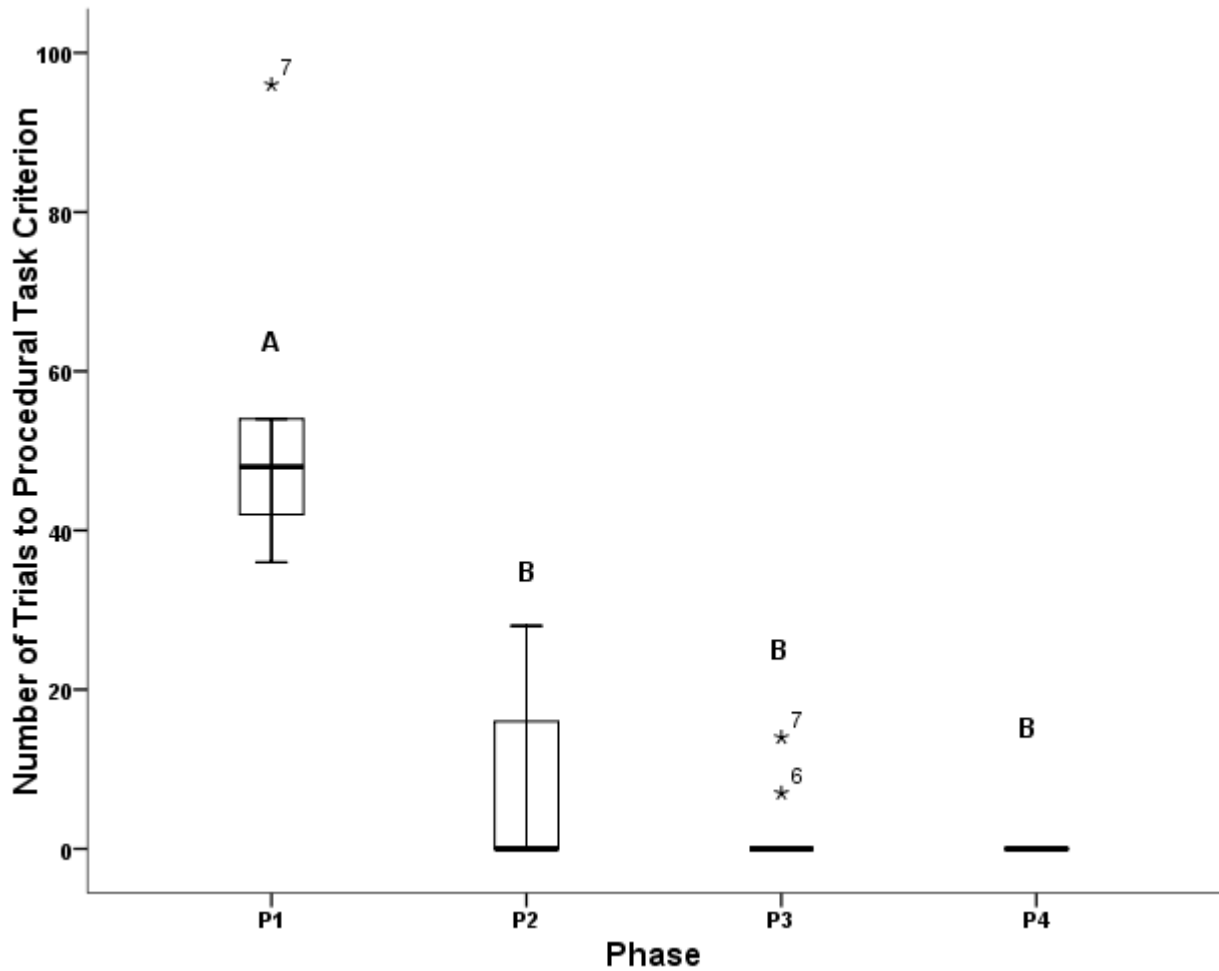 Number of Trials to Procedural Task Criterion
100
80
60
40
20
0
* 7
A
B
B
* 7
* 6
B
P1 P2 P3 P4
Phase